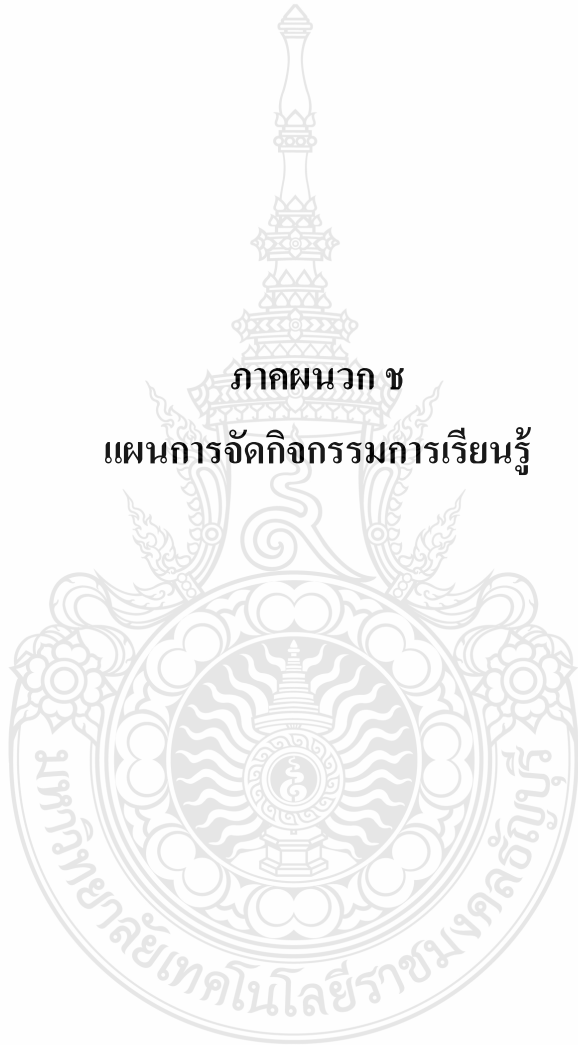 ภาคผนวก ช
แผนการจัดกิจกรรมการเรียนรู้
มหาวิทยาลัยเทคโนโลยีราชมงคลธัญบุรี